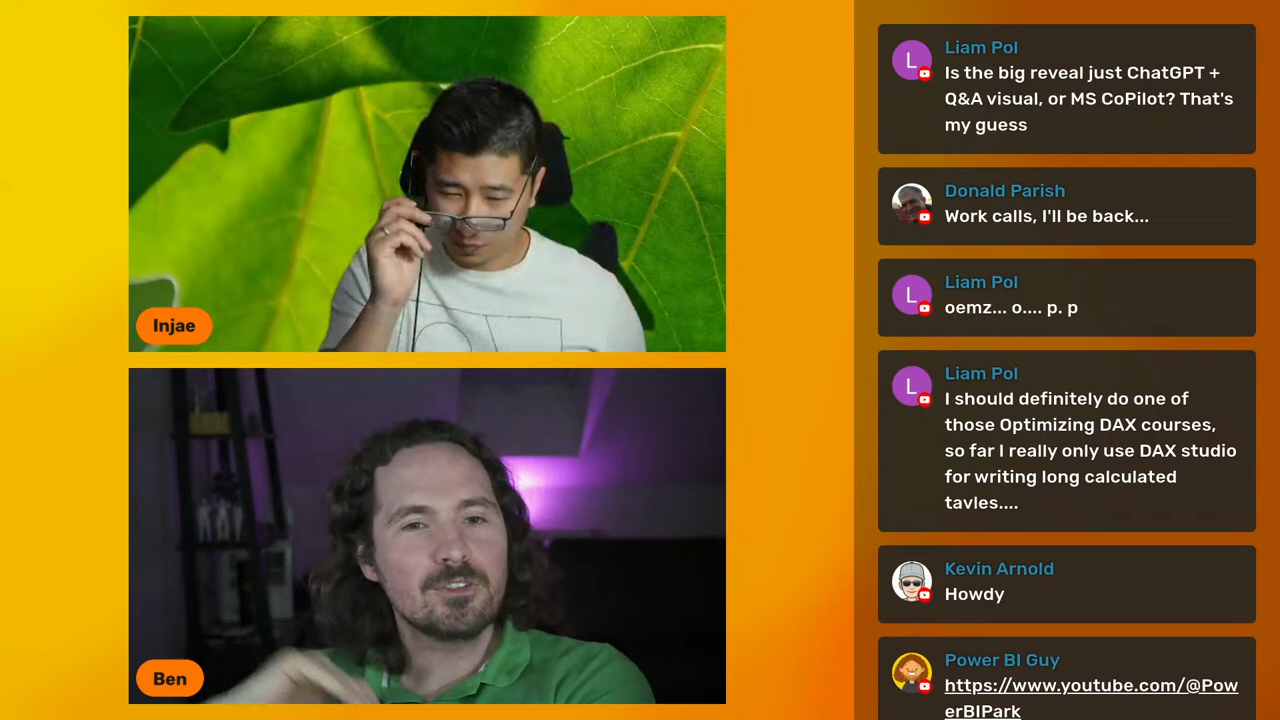 Injae
Ben
L
Liam Pol
Is the big reveal just ChatGPT +
Q&A visual, or MS CoPilot? That's
my guess
Donald Parish
Work calls, I'll be back...
L
Liam Pol
oemz... o.... p. p
L
Liam Pol
I should definitely do one of
those Optimizing DAX courses,
so far I really only use DAX studio
for writing long calculated
tavles....
Kevin Arnold
Howdy
Power BI Guy
https://www.youtube.com/@Pow
erBIPark